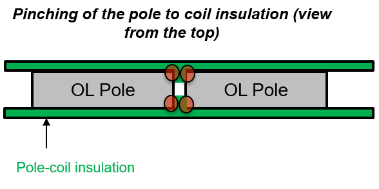 Pinching of the pole to coil insulation (view
from the top)
OL Pole
OL Pole
Pole-coil insulation